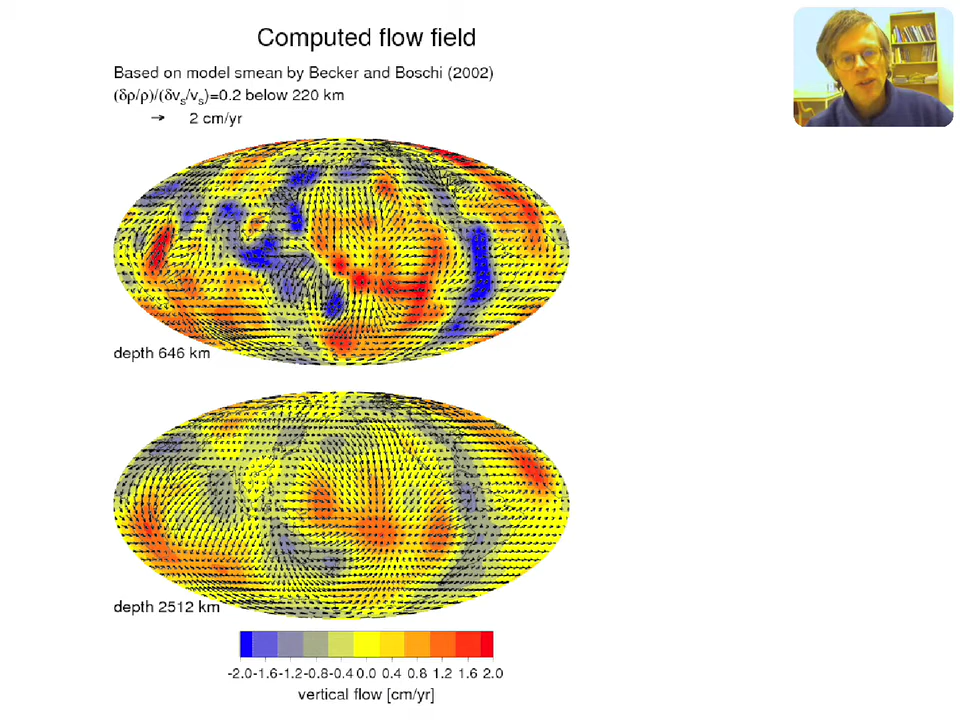 Computed flow field
Based on model smean by Becker and Boschi (2002)
(δρ/ρ)/(δvs/vs)=0.2 below 220 km
→ 2 cm/yr
depth 646 km
depth 2512 km
-2.0-1.6-1.2-0.8-0.4 0.0 0.4 0.8 1.2 1.6 2.0
vertical flow [cm/yr]